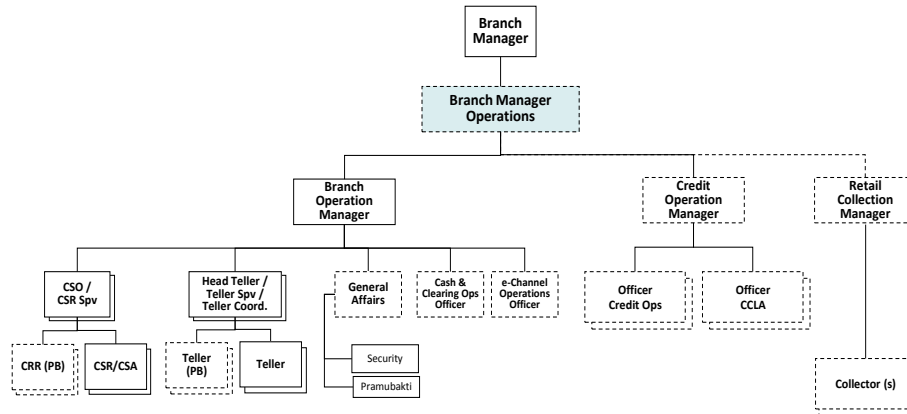 Branch
Manager
Branch Manager
Operations
Branch
Operation
Manager
Credit
Operation
Manager
Retail
Collection
Manager
CSO /
CSR Spv
Head Teller /
Teller Spv /
Teller Coord.
General
Affairs
Cash &
Clearing Ops
Officer
e-Channel
Operations
Officer
Officer
Credit Ops
Officer
CCLA
CRR (PB)
CSR/CSA
Teller
(PB)
Teller
Security
Pramubakti
Collector (s)